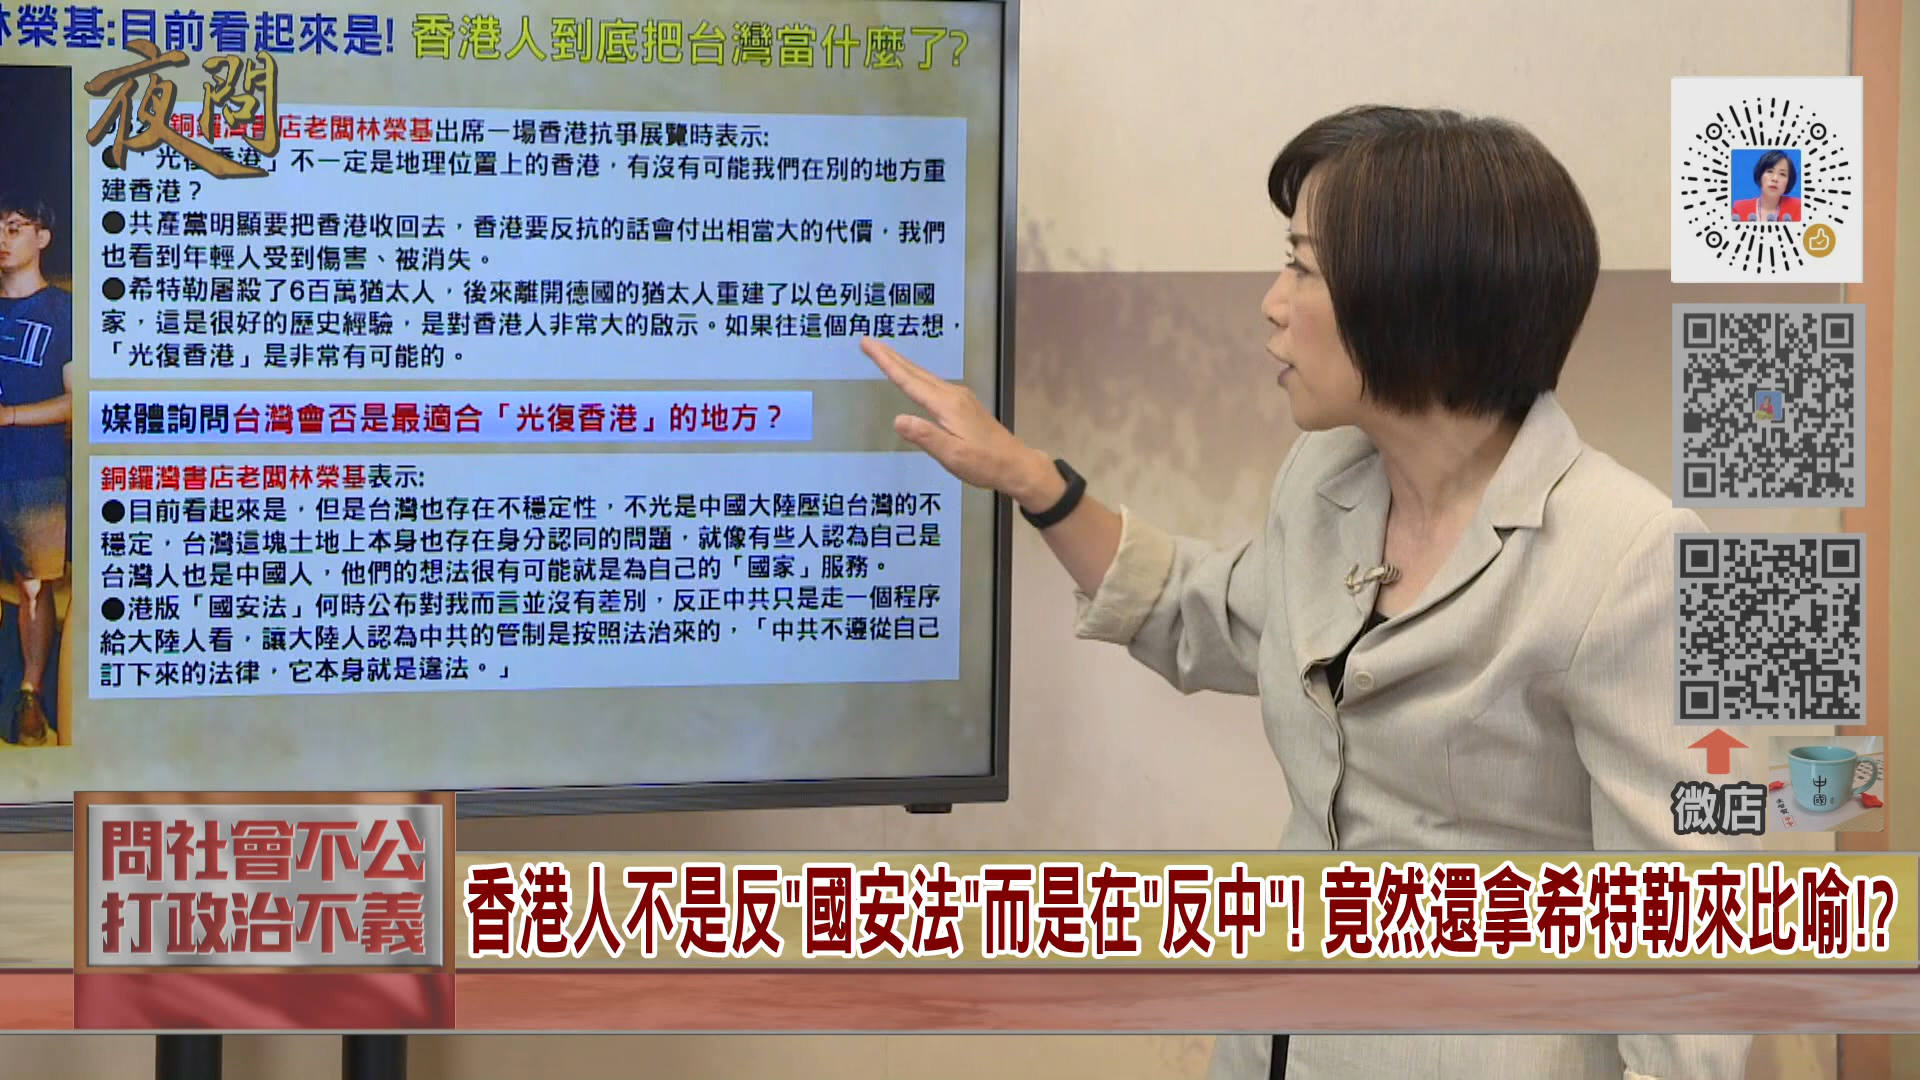 林榮基:目前看起來是! 香港人到底把台灣當什麼了?
夜問
銅鑼灣書店老闆林榮基出席一場香港抗爭展覽時表示:
●「光復香港」不一定是地理位置上的香港，有沒有可能我們在別的地方重
建香港？
●共產黨明顯要把香港收回去，香港要反抗的話會付出相當大的代價，我們
也看到年輕人受到傷害、被消失。
●希特勒屠殺了6百萬猶太人，後來離開德國的猶太人重建了以色列這個國
家，這是很好的歷史經驗，是對香港人非常大的啟示。如果往這個角度去想，
「光復香港」是非常有可能的。
媒體詢問台灣會否是最適合「光復香港」的地方？
銅鑼灣書店老闆林榮基表示:
●目前看起來是，但是台灣也存在不穩定性，不光是中國大陸壓迫台灣的不
穩定，台灣這塊土地上本身也存在身分認同的問題，就像有些人認為自己是
台灣人也是中國人，他們的想法很有可能就是為自己的「國家」服務。
●港版「國安法」何時公布對我而言並沒有差別，反正中共只是走一個程序
給大陸人看，讓大陸人認為中共的管制是按照法治來的，「中共不遵從自己
訂下來的法律，它本身就是違法。」
微店
中國
問社會不公
打政治不義
香港人不是反"國安法"而是在"反中"! 竟然還拿希特勒來比喻!?